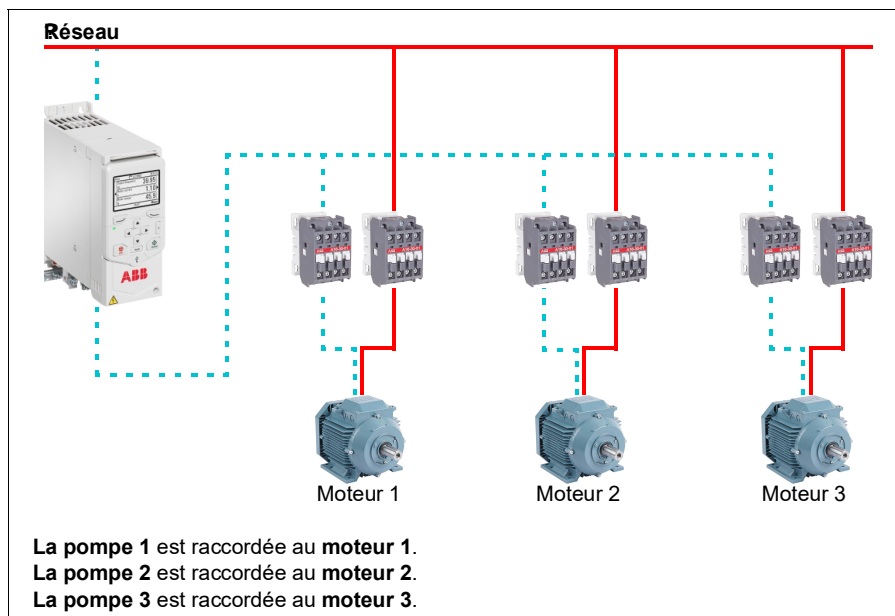 Réseau
ABB
Moteur 1
Moteur 2
Moteur 3
La pompe 1 est raccordée au moteur 1.
La pompe 2 est raccordée au moteur 2.
La pompe 3 est raccordée au moteur 3.